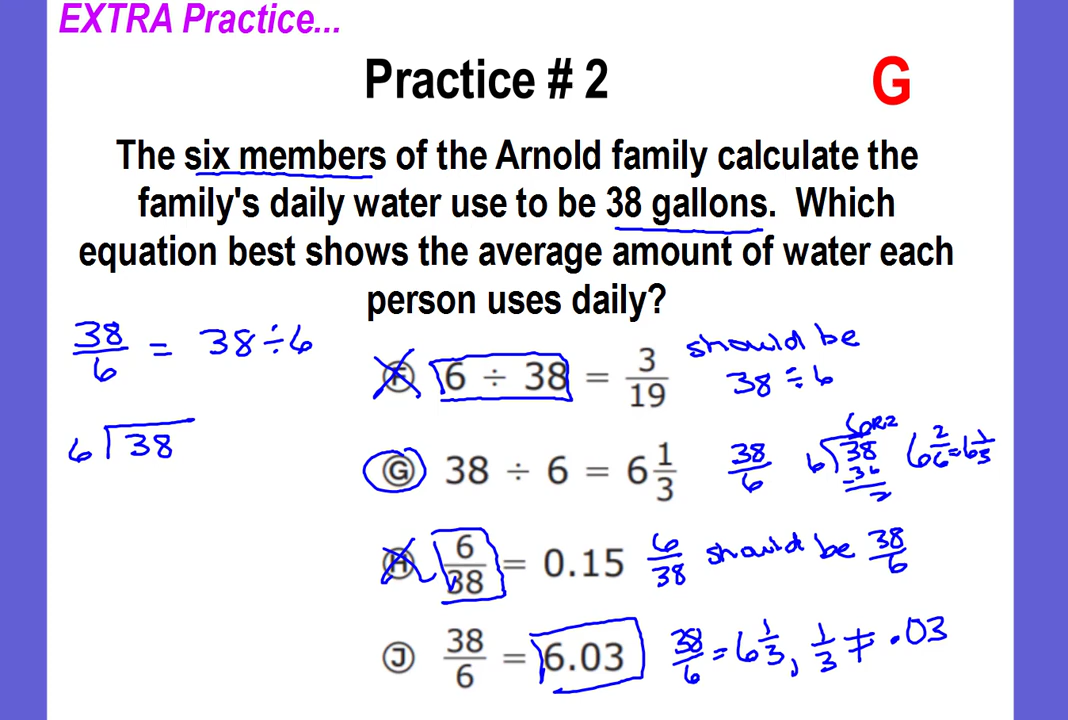 EXTRA Practice...
Practice # 2 G
The six members of the Arnold family calculate the
family's daily water use to be 38 gallons. Which
equation best shows the average amount of water each
person uses daily?
38/6 = 38 ÷ 6
6 ⟌ 38
F 6 ÷ 38 = 3/19 should be
38 ÷ 6
G 38 ÷ 6 = 6 1/3 38/6
6R2
6 ⟌ 38 6 2/6 = 6 1/3
-36
2
H 6/38 = 0.15 6/38 should be 38/6
J 38/6 = 6.03 38/6 = 6 1/3, 1/3 ≠ .03